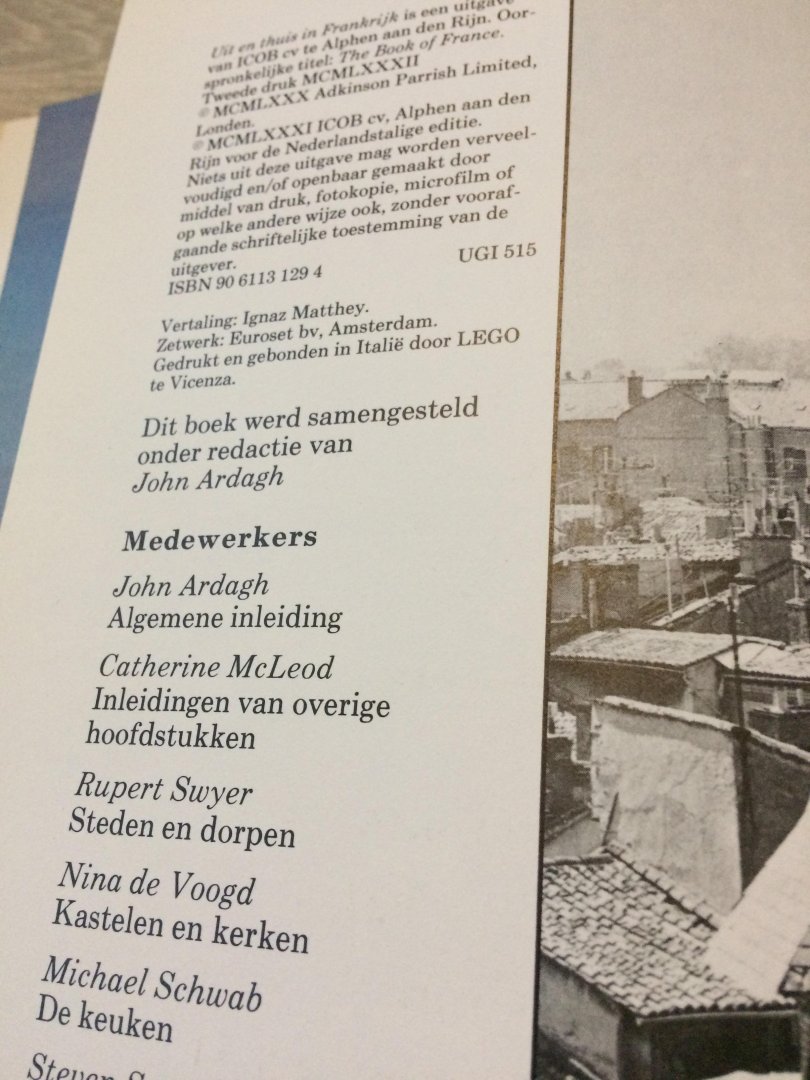 Uit en thuis in Frankrijk is een uitgave
van ICOB cv te Alphen aan den Rijn. Oor-
spronkelijke titel: The Book of France.
Tweede druk MCMLXXXII
© MCMLXXX Adkinson Parrish Limited,
Londen.
© MCMLXXXI ICOB cv, Alphen aan den
Rijn voor de Nederlandstalige editie.
Niets uit deze uitgave mag worden verveel-
voudigd en/of openbaar gemaakt door
middel van druk, fotokopie, microfilm of
op welke andere wijze ook, zonder vooraf-
gaande schriftelijke toestemming van de
uitgever.
ISBN 90 6113 129 4 UGI 515
Vertaling: Ignaz Matthey.
Zetwerk: Euroset bv, Amsterdam.
Gedrukt en gebonden in Italië door LEGO
te Vicenza.
Dit boek werd samengesteld
onder redactie van
John Ardagh
Medewerkers
John Ardagh
Algemene inleiding
Catherine McLeod
Inleidingen van overige
hoofdstukken
Rupert Swyer
Steden en dorpen
Nina de Voogd
Kastelen en kerken
Michael Schwab
De keuken
Steven